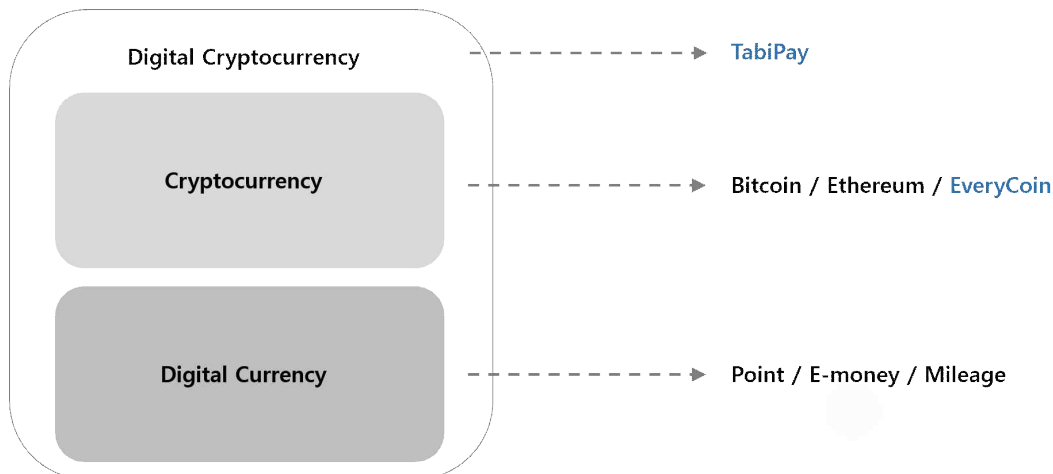 Digital Cryptocurrency
TabiPay
Cryptocurrency
Bitcoin / Ethereum / EveryCoin
Digital Currency
Point / E-money / Mileage